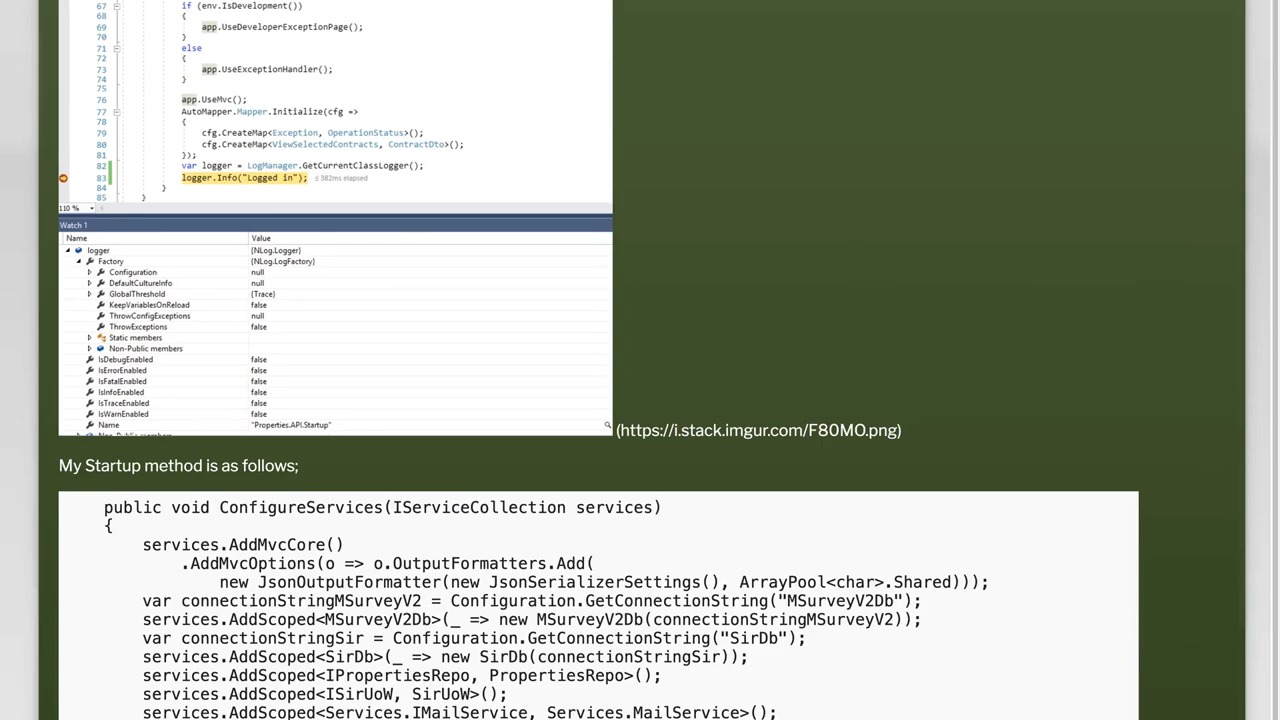 67 if (env.IsDevelopment())
68 {
69 app.UseDeveloperExceptionPage();
70 }
71 else
72 {
73 app.UseExceptionHandler();
74 }
75
76 app.UseMvc();
77 AutoMapper.Mapper.Initialize(cfg =>
78 {
79 cfg.CreateMap<Exception, OperationStatus>();
80 cfg.CreateMap<ViewSelectedContracts, ContractDto>();
81 });
82 var logger = LogManager.GetCurrentClassLogger();
83 logger.Info("Logged in"); ≤ 382ms elapsed
84 }
85 }
110 %
Watch 1
Name Value
logger {NLog.Logger}
Factory {NLog.LogFactory}
Configuration null
DefaultCultureInfo null
GlobalThreshold {Trace}
KeepVariablesOnReload false
ThrowConfigExceptions null
ThrowExceptions false
Static members
Non-Public members
IsDebugEnabled false
IsErrorEnabled false
IsFatalEnabled false
IsInfoEnabled false
IsTraceEnabled false
IsWarnEnabled false
Name "Properties.API.Startup"
(https://i.stack.imgur.com/F80MO.png)
My Startup method is as follows;
public void ConfigureServices(IServiceCollection services)
{
services.AddMvcCore()
.AddMvcOptions(o => o.OutputFormatters.Add(
new JsonOutputFormatter(new JsonSerializerSettings(), ArrayPool<char>.Shared)));
var connectionStringMSurveyV2 = Configuration.GetConnectionString("MSurveyV2Db");
services.AddScoped<MSurveyV2Db>(_ => new MSurveyV2Db(connectionStringMSurveyV2));
var connectionStringSir = Configuration.GetConnectionString("SirDb");
services.AddScoped<SirDb>(_ => new SirDb(connectionStringSir));
services.AddScoped<IPropertiesRepo, PropertiesRepo>();
services.AddScoped<ISirUoW, SirUoW>();
services.AddScoped<Services.IMailService, Services.MailService>();